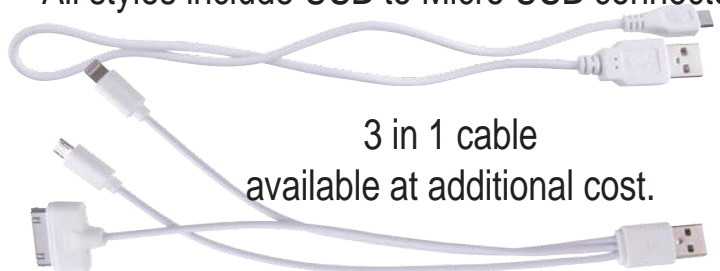 All styles include USB to Micro USB
3 in 1 cable
available at additional cost.